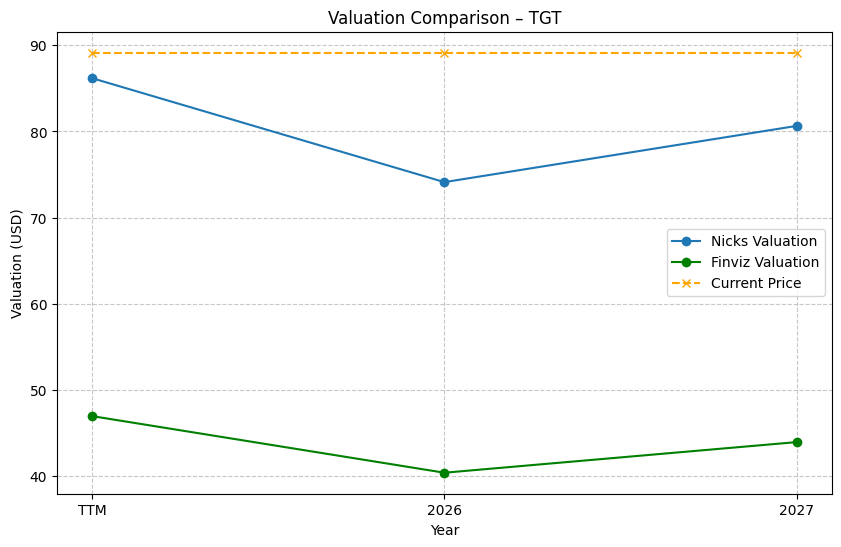 Valuation Comparison – TGT
90
80
70
60
50
40
Valuation (USD)
Nicks Valuation
Finviz Valuation
Current Price
TTM
2026
2027
Year